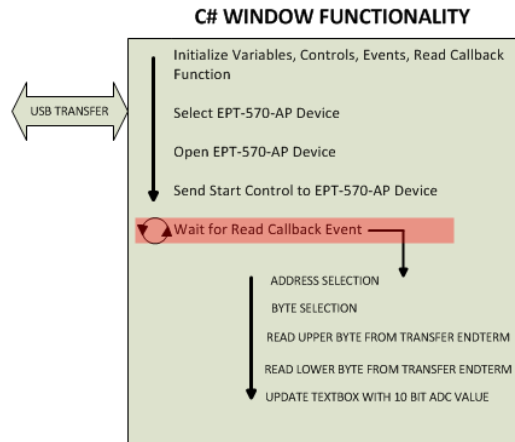 C# WINDOW FUNCTIONALITY
Initialize Variables, Controls, Events, Read Callback
Function
USB TRANSFER
Select EPT-570-AP Device
Open EPT-570-AP Device
Send Start Control to EPT-570-AP Device
Wait for Read Callback Event
ADDRESS SELECTION
BYTE SELECTION
READ UPPER BYTE FROM TRANSFER ENDTERM
READ LOWER BYTE FROM TRANSFER ENDTERM
UPDATE TEXTBOX WITH 10 BIT ADC VALUE